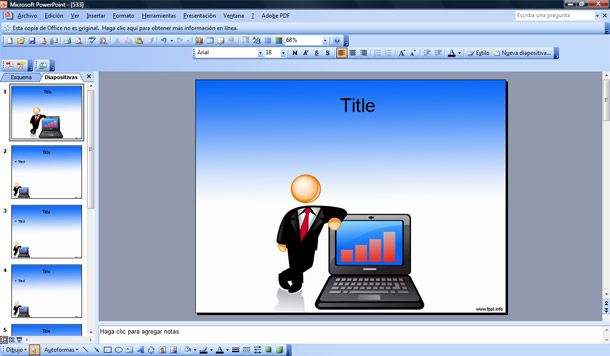 Microsoft PowerPoint - [533]
Archivo Edición Ver Insertar Formato Herramientas Presentación Ventana ? Adobe PDF
Escriba una pregunta
Esta copia de Office no es original. Haga clic aquí para obtener más información en línea.
68%
Arial 18 N K S S A A A Estilo Nueva diapositiva...
Esquema Diapositivas
1 Title
2 Title
3 Title
4 Title
5 Title
Title
www.fppt.info
Haga clic para agregar notas
Dibujo Autoformas